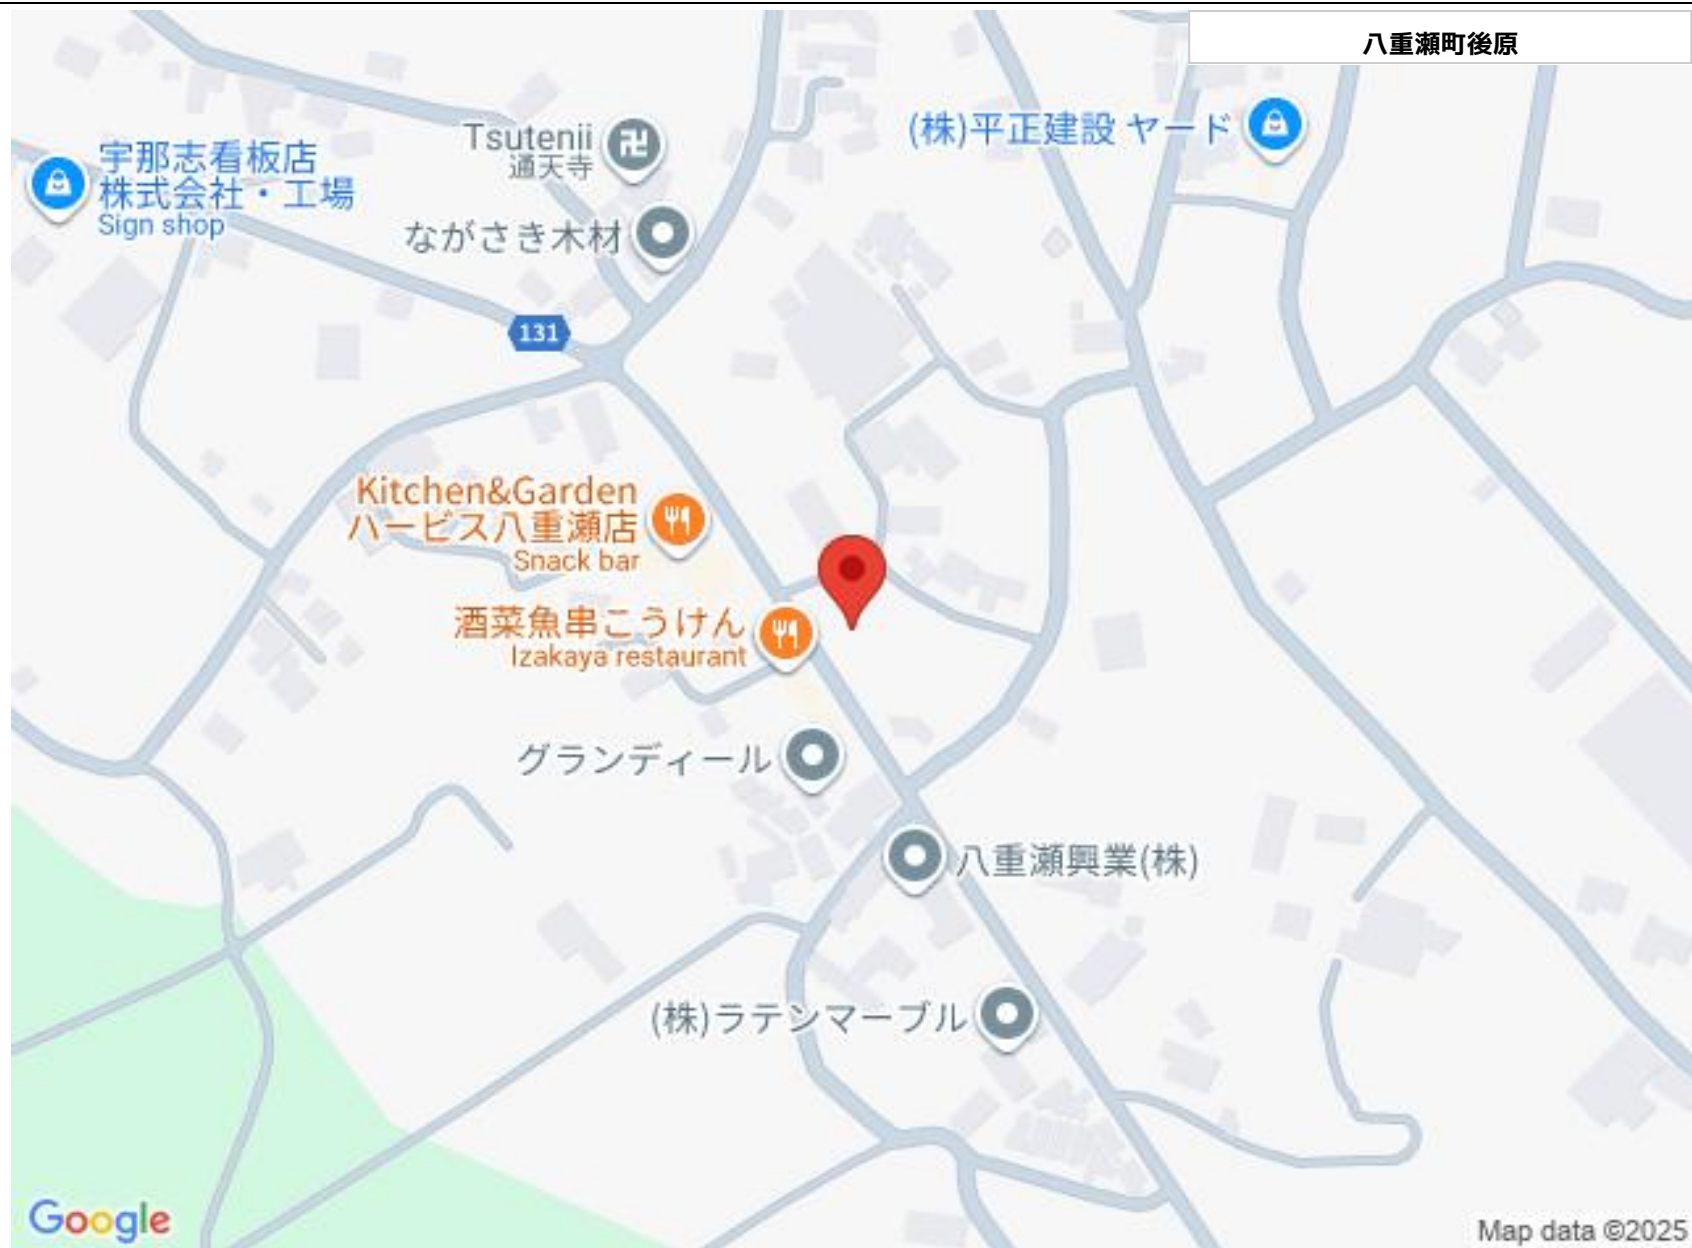 八重瀬町後原
Tsutenii
通天寺
(株)平正建設 ヤード
宇那志看板店
株式会社・工場
Sign shop
ながさき木材
131
Kitchen&Garden
ハービス八重瀬店
Snack bar
酒菜魚串こうけん
Izakaya restaurant
グランディール
八重瀬興業(株)
(株)ラテンマーブル
Google
Map data ©2025